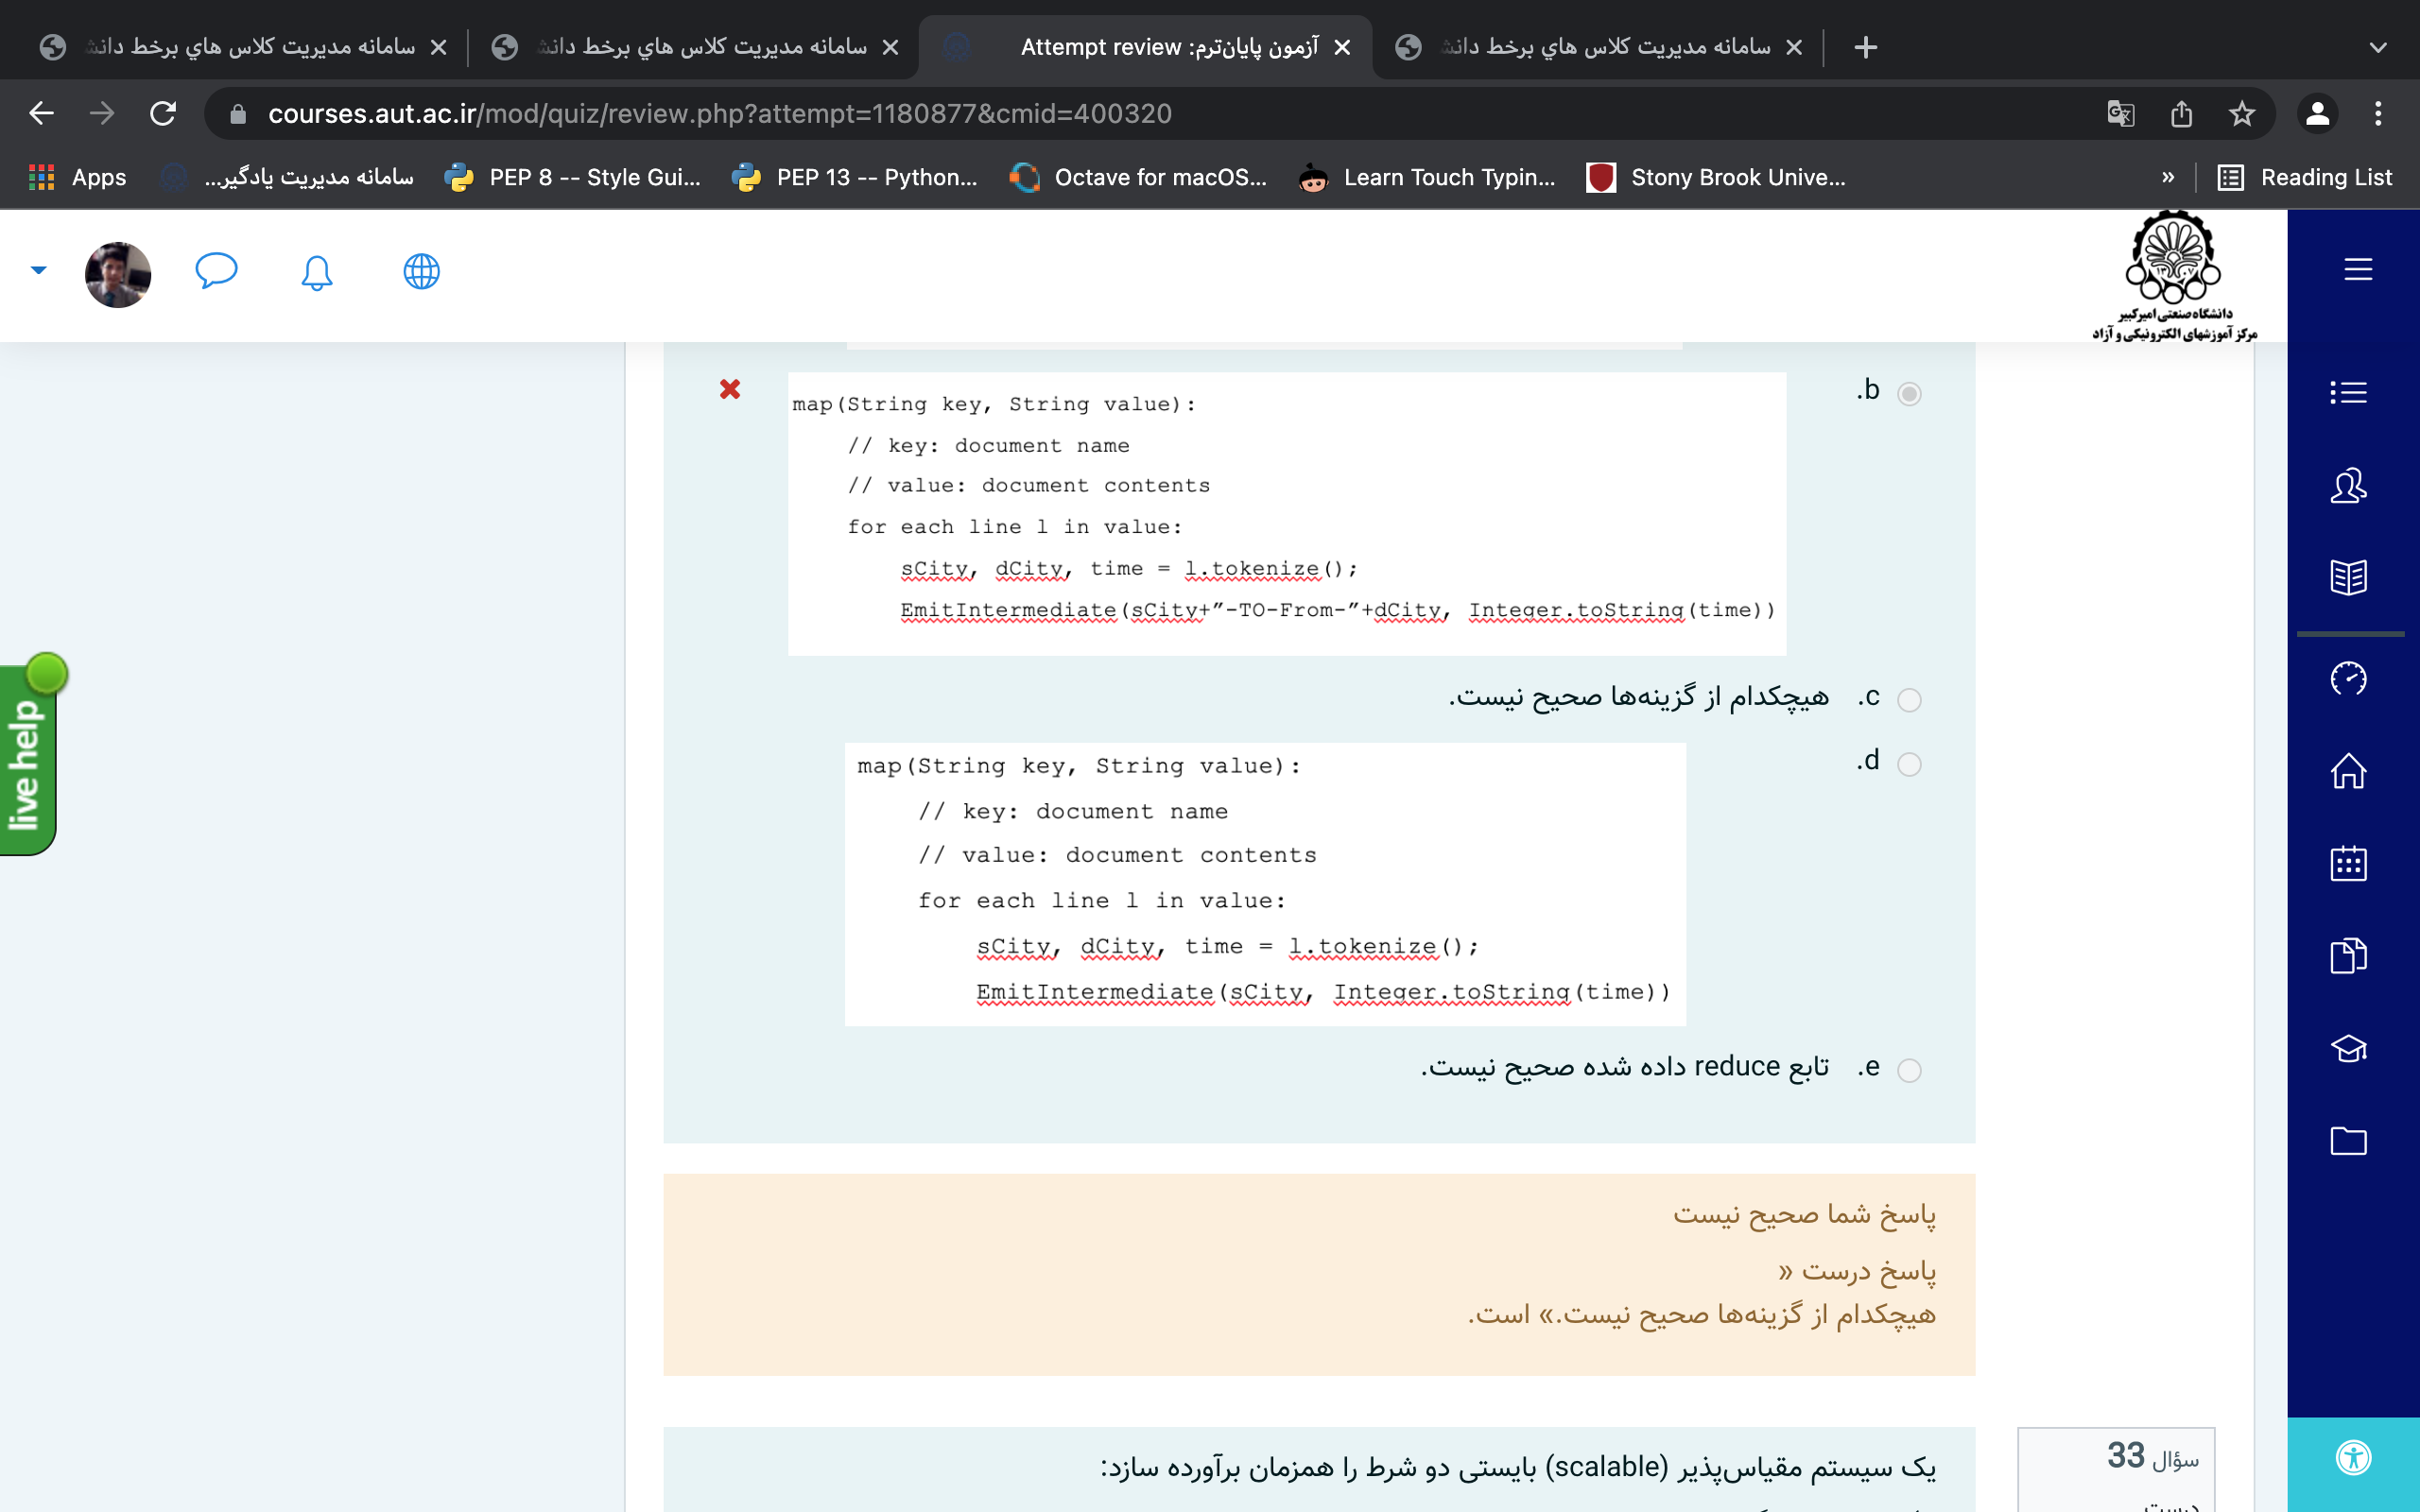 سامانه مديريت كلاس هاي برخط دانش
سامانه مديريت كلاس هاي برخط دانش
آزمون پایان‌ترم: Attempt review
سامانه مديريت كلاس هاي برخط دانش
courses.aut.ac.ir/mod/quiz/review.php?attempt=1180877&cmid=400320
Apps
سامانه مدیریت یادگیر...
PEP 8 -- Style Gui...
PEP 13 -- Python...
Octave for macOS...
Learn Touch Typin...
Stony Brook Unive...
»
Reading List
دانشگاه صنعتی امیرکبیر
مرکز آموزشهای الکترونیکی و آزاد
.b
map(String key, String value):
// key: document name
// value: document contents
for each line l in value:
sCity, dCity, time = l.tokenize();
EmitIntermediate(sCity+”-TO-From-”+dCity, Integer.toString(time))
.c هیچکدام از گزینه‌ها صحیح نیست.
.d
map(String key, String value):
// key: document name
// value: document contents
for each line l in value:
sCity, dCity, time = l.tokenize();
EmitIntermediate(sCity, Integer.toString(time))
.e تابع reduce داده شده صحیح نیست.
live help
پاسخ شما صحیح نیست
پاسخ درست «
هیچکدام از گزینه‌ها صحیح نیست.» است.
سؤال 33
درست
یک سیستم مقیاس‌پذیر (scalable) بایستی دو شرط را همزمان برآورده سازد: